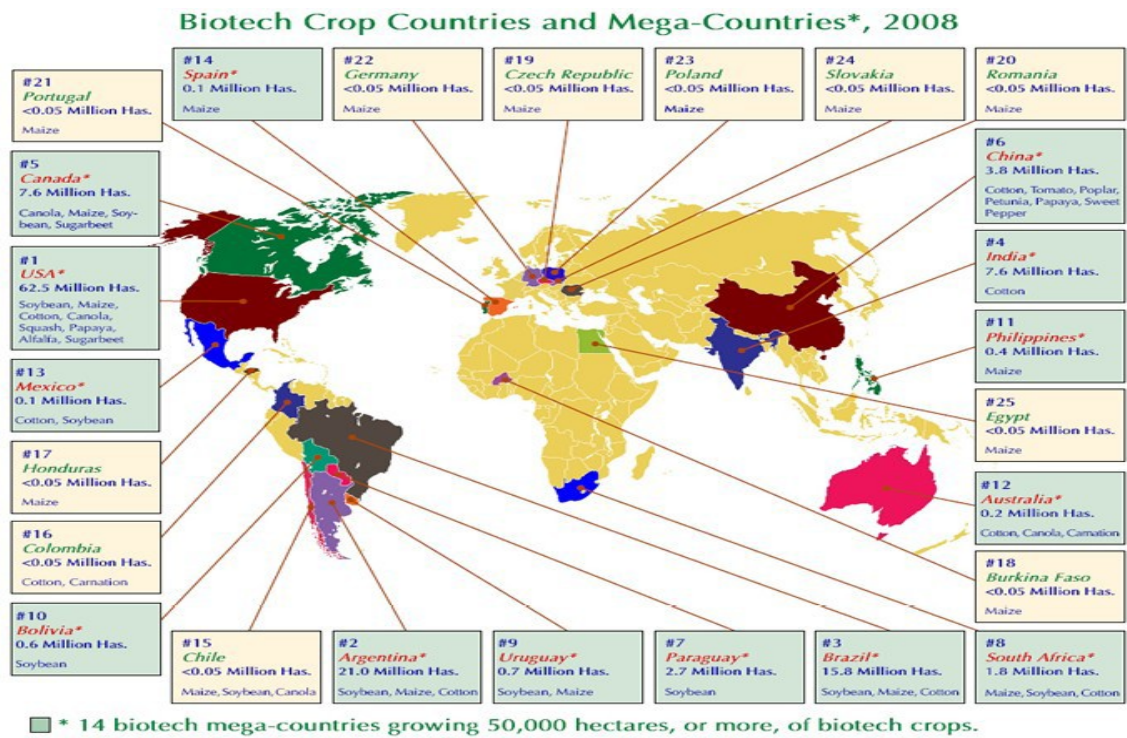 Biotech Crop Countries and Mega-Countries*, 2008
#14
Spain*
0.1 Million Has.
Maize
#22
Germany
<0.05 Million Has.
Maize
#19
Czech Republic
<0.05 Million Has.
Maize
#23
Poland
<0.05 Million Has.
Maize
#24
Slovakia
<0.05 Million Has.
Maize
#20
Romania
<0.05 Million Has.
Maize
#21
Portugal
<0.05 Million Has.
Maize
#5
Canada*
7.6 Million Has.
Canola, Maize, Soy-
bean, Sugarbeet
#1
USA*
62.5 Million Has.
Soybean, Maize,
Cotton, Canola,
Squash, Papaya,
Alfalfa, Sugarbeet
#13
Mexico*
0.1 Million Has.
Cotton, Soybean
#17
Honduras
<0.05 Million Has.
Maize
#16
Colombia
<0.05 Million Has.
Cotton, Carnation
#10
Bolivia*
0.6 Million Has.
Soybean
#6
China*
3.8 Million Has.
Cotton, Tomato, Poplar,
Petunia, Papaya, Sweet
Pepper
#4
India*
7.6 Million Has.
Cotton
#11
Philippines*
0.4 Million Has.
Maize
#25
Egypt
<0.05 Million Has.
Maize
#12
Australia*
0.2 Million Has.
Cotton, Canola, Carnation
#18
Burkina Faso
<0.05 Million Has.
Maize
#15
Chile
<0.05 Million Has.
Maize, Soybean, Canola
#2
Argentina*
21.0 Million Has.
Soybean, Maize, Cotton
#9
Uruguay*
0.7 Million Has.
Soybean, Maize
#7
Paraguay*
2.7 Million Has.
Soybean
#3
Brazil*
15.8 Million Has.
Soybean, Maize, Cotton
#8
South Africa*
1.8 Million Has.
Maize, Soybean, Cotton
* 14 biotech mega-countries growing 50,000 hectares, or more, of biotech crops.